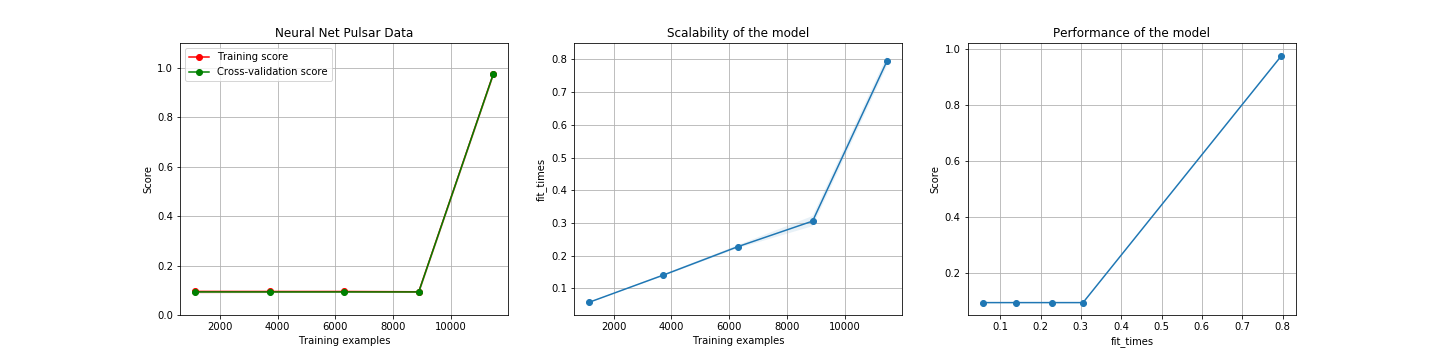 Neural Net Pulsar Data
Training score
Cross-validation score
1.0
0.8
0.6
0.4
0.2
0.0
Score
2000 4000 6000 8000 10000
Training examples
Scalability of the model
0.8
0.7
0.6
0.5
0.4
0.3
0.2
0.1
fit_times
2000 4000 6000 8000 10000
Training examples
Performance of the model
1.0
0.8
0.6
0.4
0.2
Score
0.1 0.2 0.3 0.4 0.5 0.6 0.7 0.8
fit_times